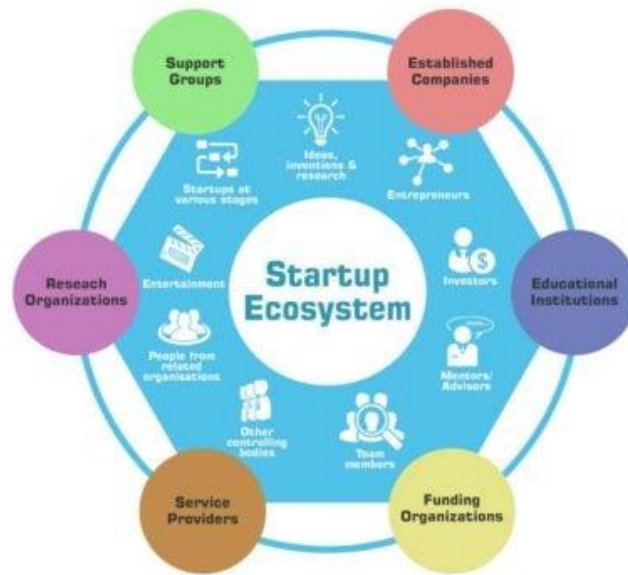 Support
Groups
Established
Companies
Ideas,
inventions &
research
Startups at
various stages
Entrepreneurs
Reseach
Organizations
Entertainment
Startup
Ecosystem
Investors
Educational
Institutions
People from
related
organisations
Mentors/
Advisors
Other
controlling
bodies
Team
members
Service
Providers
Funding
Organizations